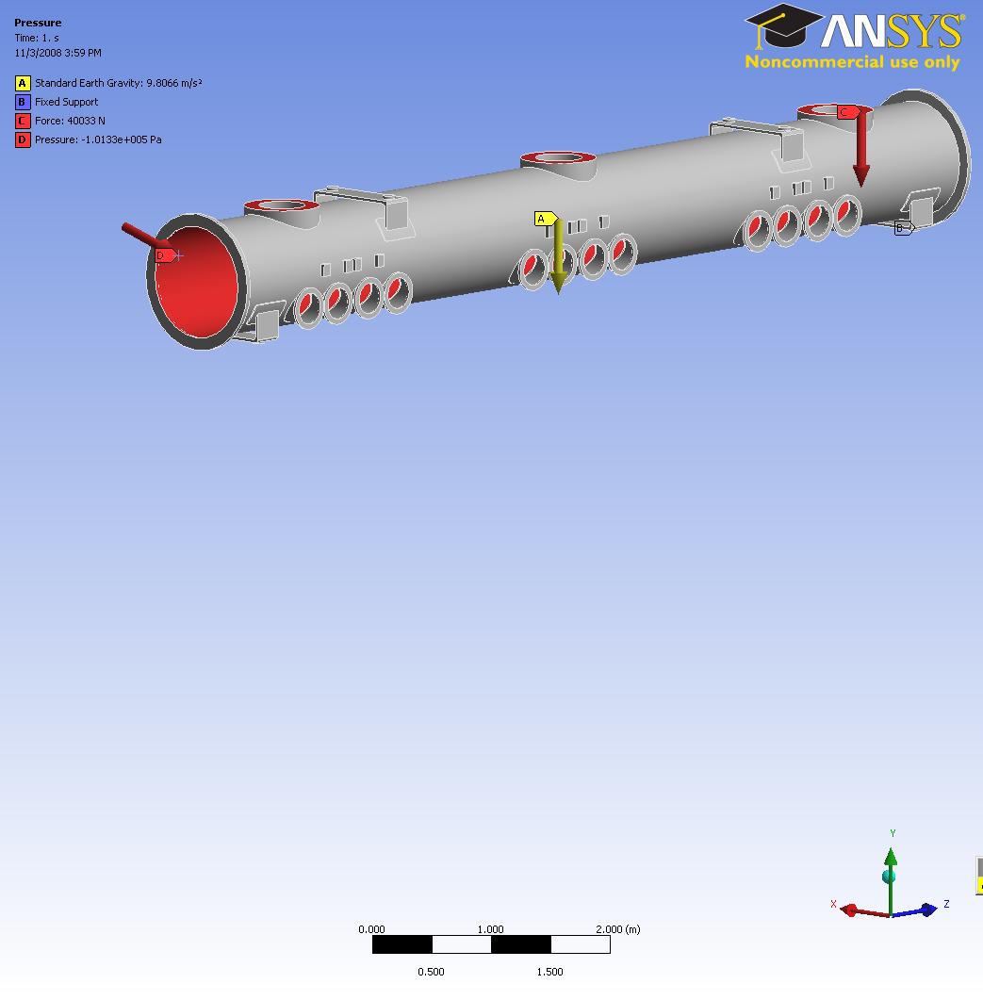 Pressure
Time: 1. s
11/3/2008 3:59 PM
A Standard Earth Gravity: 9.8066 m/s²
B Fixed Support
C Force: 40033 N
D Pressure: -1.0133e+005 Pa
ANSYS®
Noncommercial use only
C
A
B
D
Y
X
Z
0.000 1.000 2.000 (m)
0.500 1.500